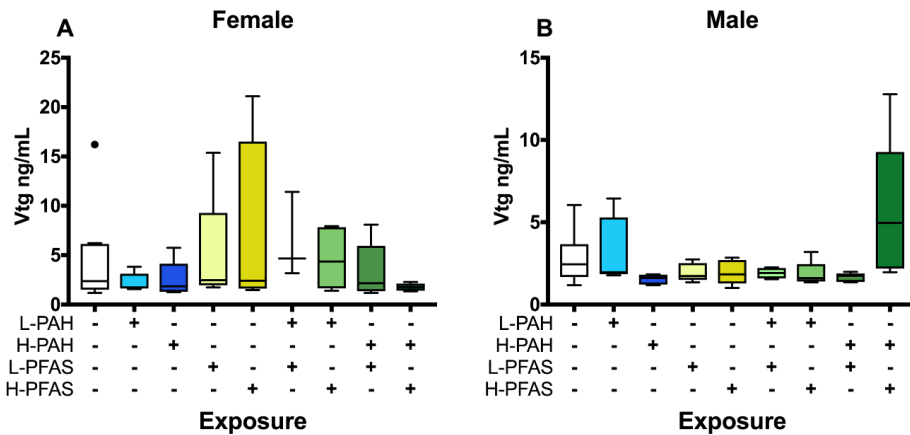 A
Female
Vtg ng/mL
25
20
15
10
5
0
L-PAH - + - - - + + - -
H-PAH - - + - - - - + +
L-PFAS - - - + - + - + -
H-PFAS - - - - + - + - +
Exposure
B
Male
Vtg ng/mL
15
10
5
0
L-PAH - + - - - + + - -
H-PAH - - + - - - - + +
L-PFAS - - - + - + - + -
H-PFAS - - - - + - + - +
Exposure